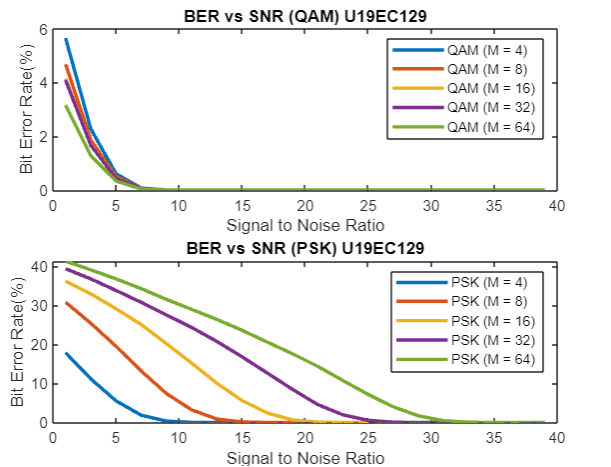 BER vs SNR (QAM) U19EC129
Bit Error Rate(%)
6
4
2
0
QAM (M = 4)
QAM (M = 8)
QAM (M = 16)
QAM (M = 32)
QAM (M = 64)
0 5 10 15 20 25 30 35 40
Signal to Noise Ratio
BER vs SNR (PSK) U19EC129
Bit Error Rate(%)
40
30
20
10
0
PSK (M = 4)
PSK (M = 8)
PSK (M = 16)
PSK (M = 32)
PSK (M = 64)
0 5 10 15 20 25 30 35 40
Signal to Noise Ratio